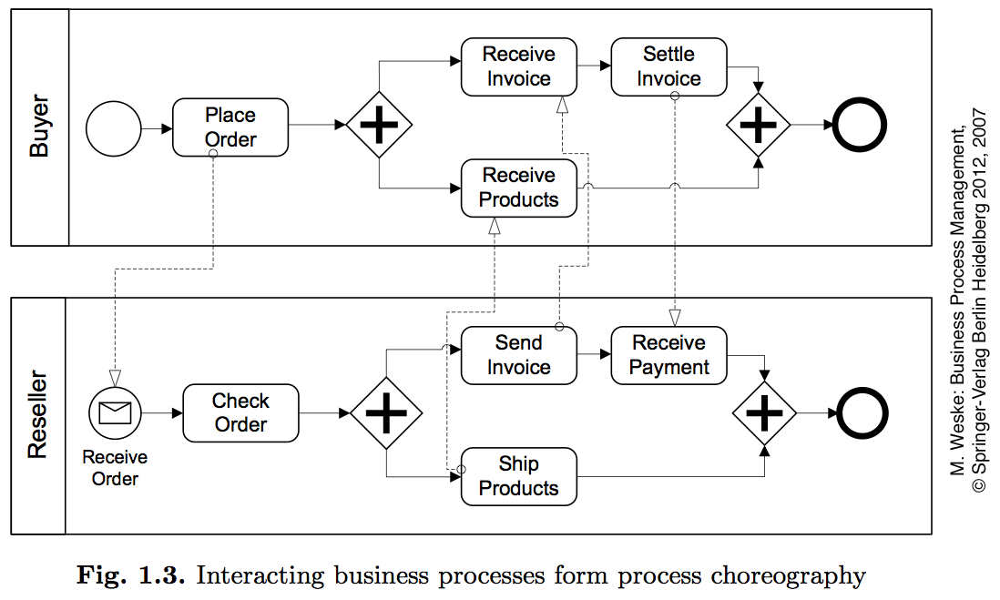 Buyer
Place
Order
Receive
Invoice
Settle
Invoice
Receive
Products
Reseller
Receive
Order
Check
Order
Send
Invoice
Receive
Payment
Ship
Products
M. Weske: Business Process Management,
© Springer-Verlag Berlin Heidelberg 2012, 2007
Fig. 1.3. Interacting business processes form process choreography